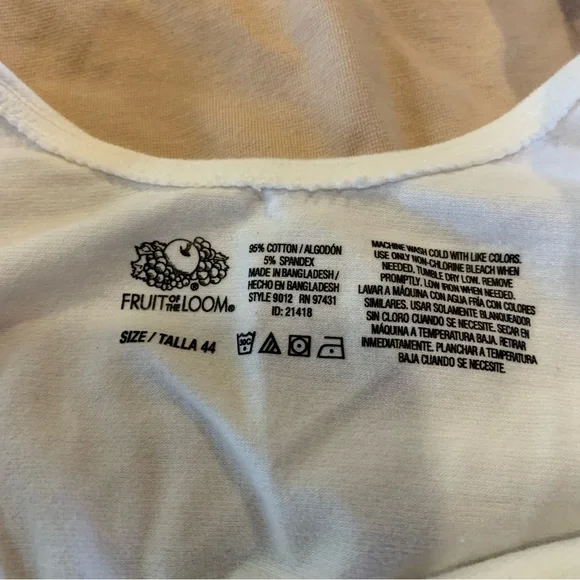 FRUIT OF THE LOOM®
SIZE / TALLA 44
95% COTTON / ALGODÓN
5% SPANDEX
MADE IN BANGLADESH /
HECHO EN BANGLADESH
STYLE 9012 RN 97431
ID: 21418
30C
MACHINE WASH COLD WITH LIKE COLORS.
USE ONLY NON-CHLORINE BLEACH WHEN
NEEDED. TUMBLE DRY LOW. REMOVE
PROMPTLY. LOW IRON WHEN NEEDED.
LAVAR A MÁQUINA CON AGUA FRÍA CON COLORES
SIMILARES. USAR SOLAMENTE BLANQUEADOR
SIN CLORO CUANDO SE NECESITE. SECAR EN
MÁQUINA A TEMPERATURA BAJA. RETIRAR
INMEDIATAMENTE. PLANCHAR A TEMPERATURA
BAJA CUANDO SE NECESITE.